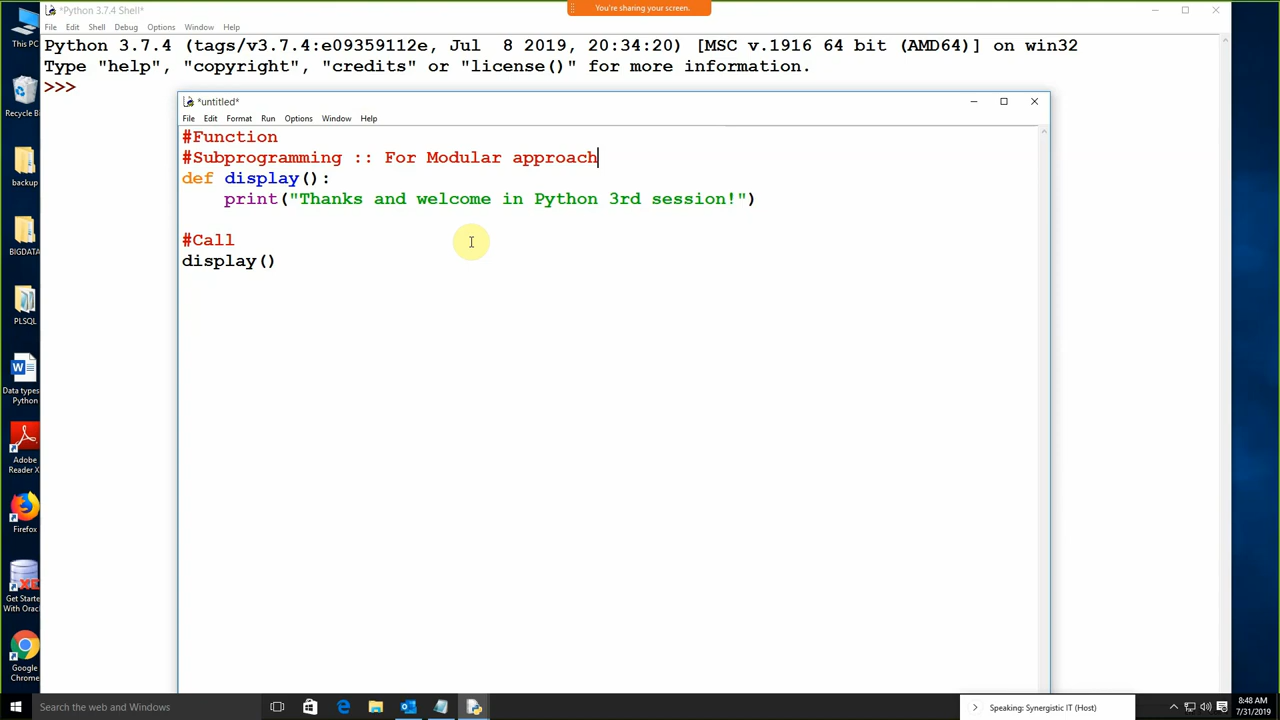 You're sharing your screen.
*Python 3.7.4 Shell*
File Edit Shell Debug Options Window Help
Python 3.7.4 (tags/v3.7.4:e09359112e, Jul  8 2019, 20:34:20) [MSC v.1916 64 bit (AMD64)] on win32
Type "help", "copyright", "credits" or "license()" for more information.
>>>
*untitled*
File Edit Format Run Options Window Help
#Function
#Subprogramming :: For Modular approach
def display():
    print("Thanks and welcome in Python 3rd session!")
#Call
display()
This PC
Recycle Bi
backup
BIGDATA
PLSQL
Data types
Python
Adobe
Reader X
Firefox
Get Starte
With Orac
Google
Chrome
Search the web and Windows
Speaking: Synergistic IT (Host)
8:48 AM
7/31/2019